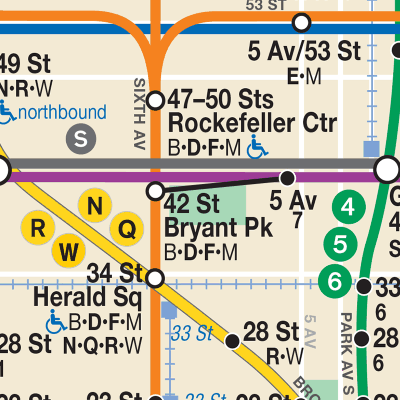 53 ST
5 Av/53 St
E•M
49 St
N•R•W
northbound
S
SIXTH AV
47–50 Sts
Rockefeller Ctr
B•D•F•M
42 St
Bryant Pk
B•D•F•M
5 Av
7
N
R
Q
W
4
5
6
34 St
Herald Sq
B•D•F•M
N•Q•R•W
33 St
28 St
R•W
28 St
5 AV
PARK AV S
33
6
28
6
BRO